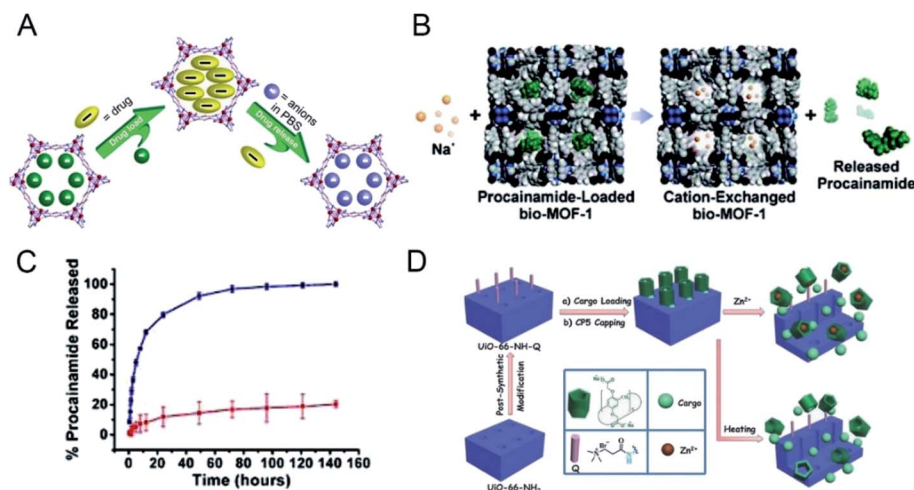 A
= drug
Drug load
= anions
in PBS
Drug release
B
Na⁺
+
Procainamide-Loaded
bio-MOF-1
Cation-Exchanged
bio-MOF-1
+
Released
Procainamide
C
% Procainamide Released
100
80
60
40
20
0
0 20 40 60 80 100 120 140 160
Time (hours)
D
UiO-66-NH-Q
a) Cargo Loading
b) CP5 Capping
Zn²⁺
Post-Synthetic
Modification
Cargo
Q
Br⁻
Zn²⁺
Heating
UiO-66-NH₂